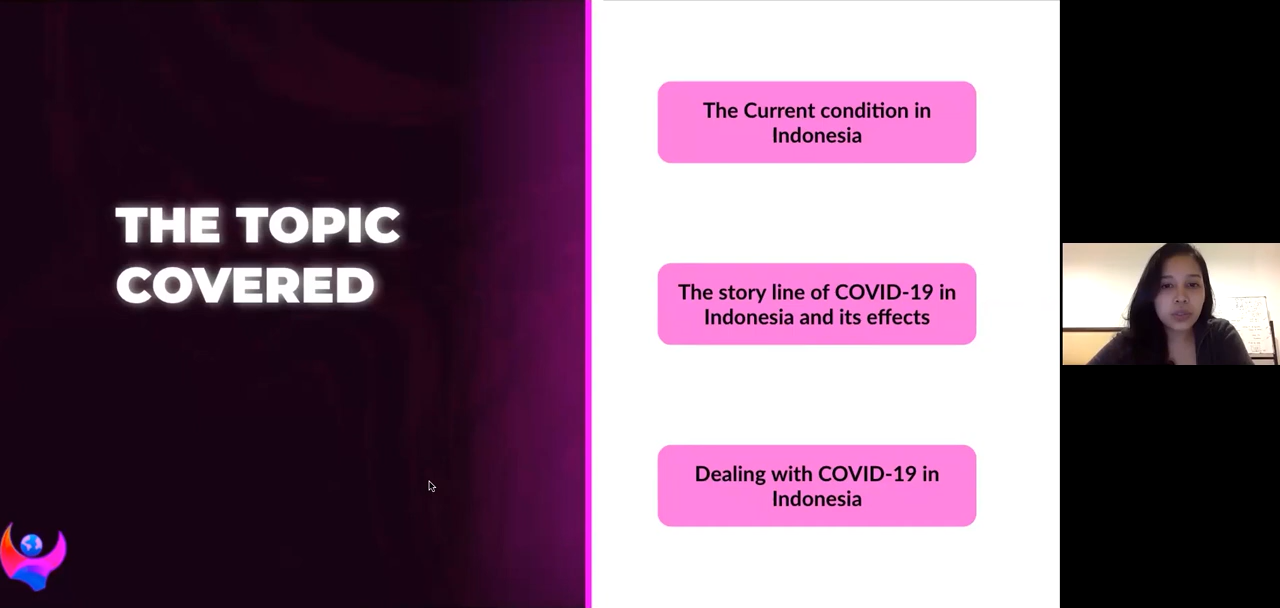 THE TOPIC
COVERED
The Current condition in
Indonesia
The story line of COVID-19 in
Indonesia and its effects
Dealing with COVID-19 in
Indonesia